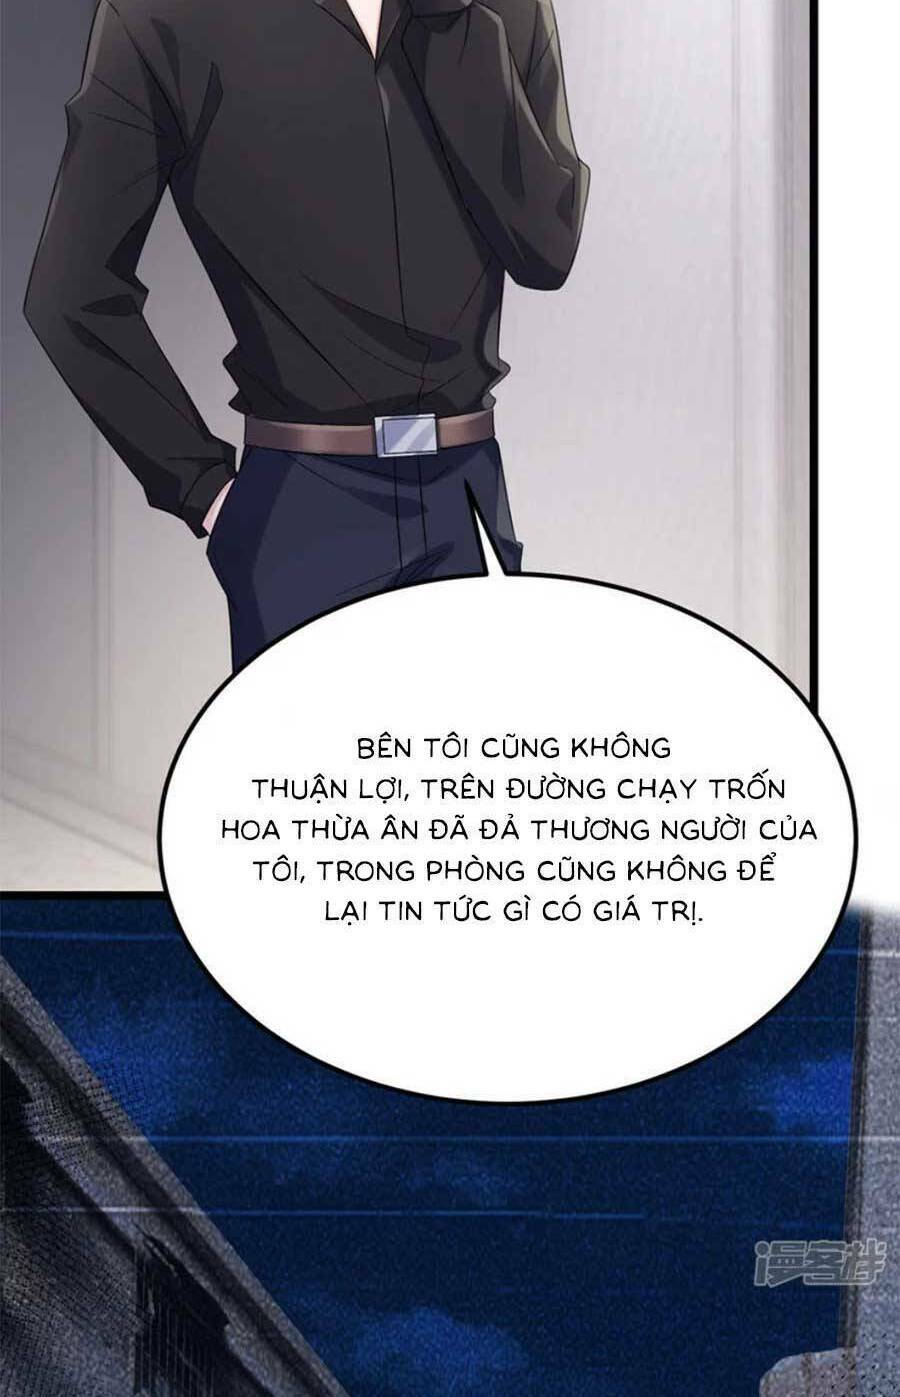 BÊN TÔI CŨNG KHÔNG
THUẬN LỢI, TRÊN ĐƯỜNG CHẠY TRỐN
HOA THỪA ÂN ĐÃ ĐẢ THƯƠNG NGƯỜI CỦA
TÔI, TRONG PHÒNG CŨNG KHÔNG ĐỂ
LẠI TIN TỨC GÌ CÓ GIÁ TRỊ.
漫客栈